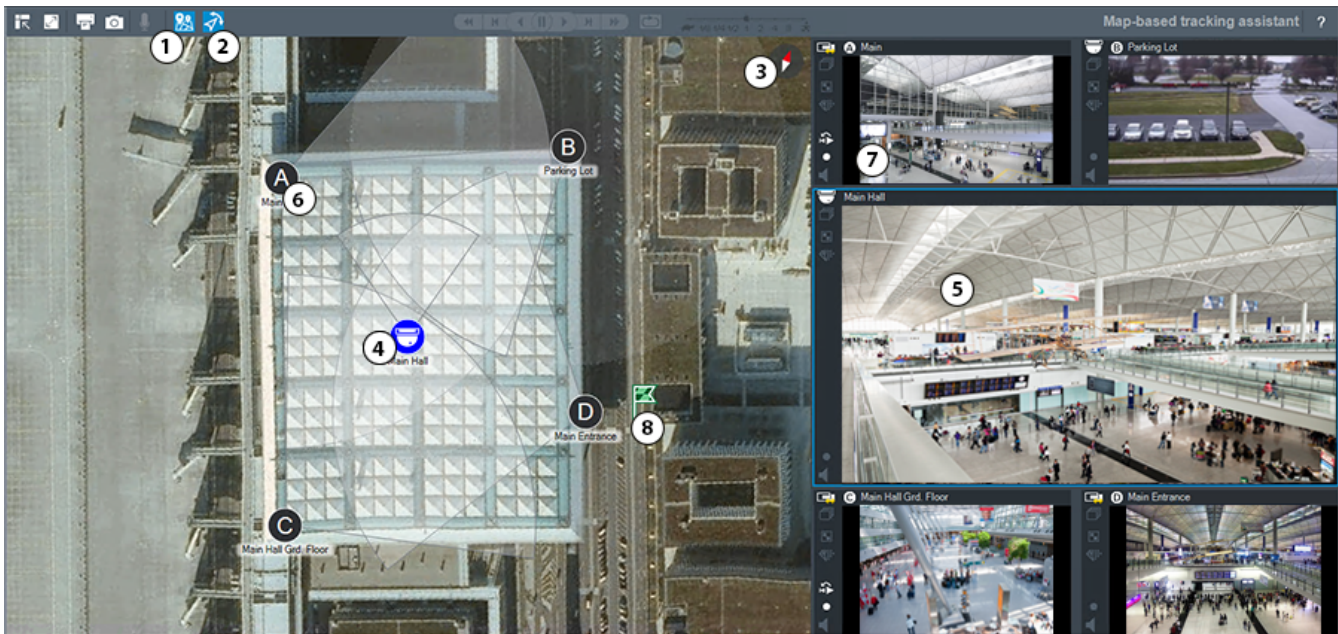 Map-based tracking assistant ?
1
2
3
A Main
B Parking Lot
7
A
Main
6
B
Parking Lot
Main Hall
5
4
Main Hall
8
D
Main Entrance
C
Main Hall Grd. Floor
C Main Hall Grd. Floor
D Main Entrance